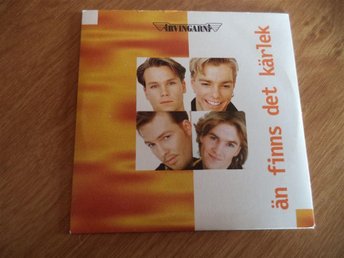 ARVINGARNA
än finns det kärlek